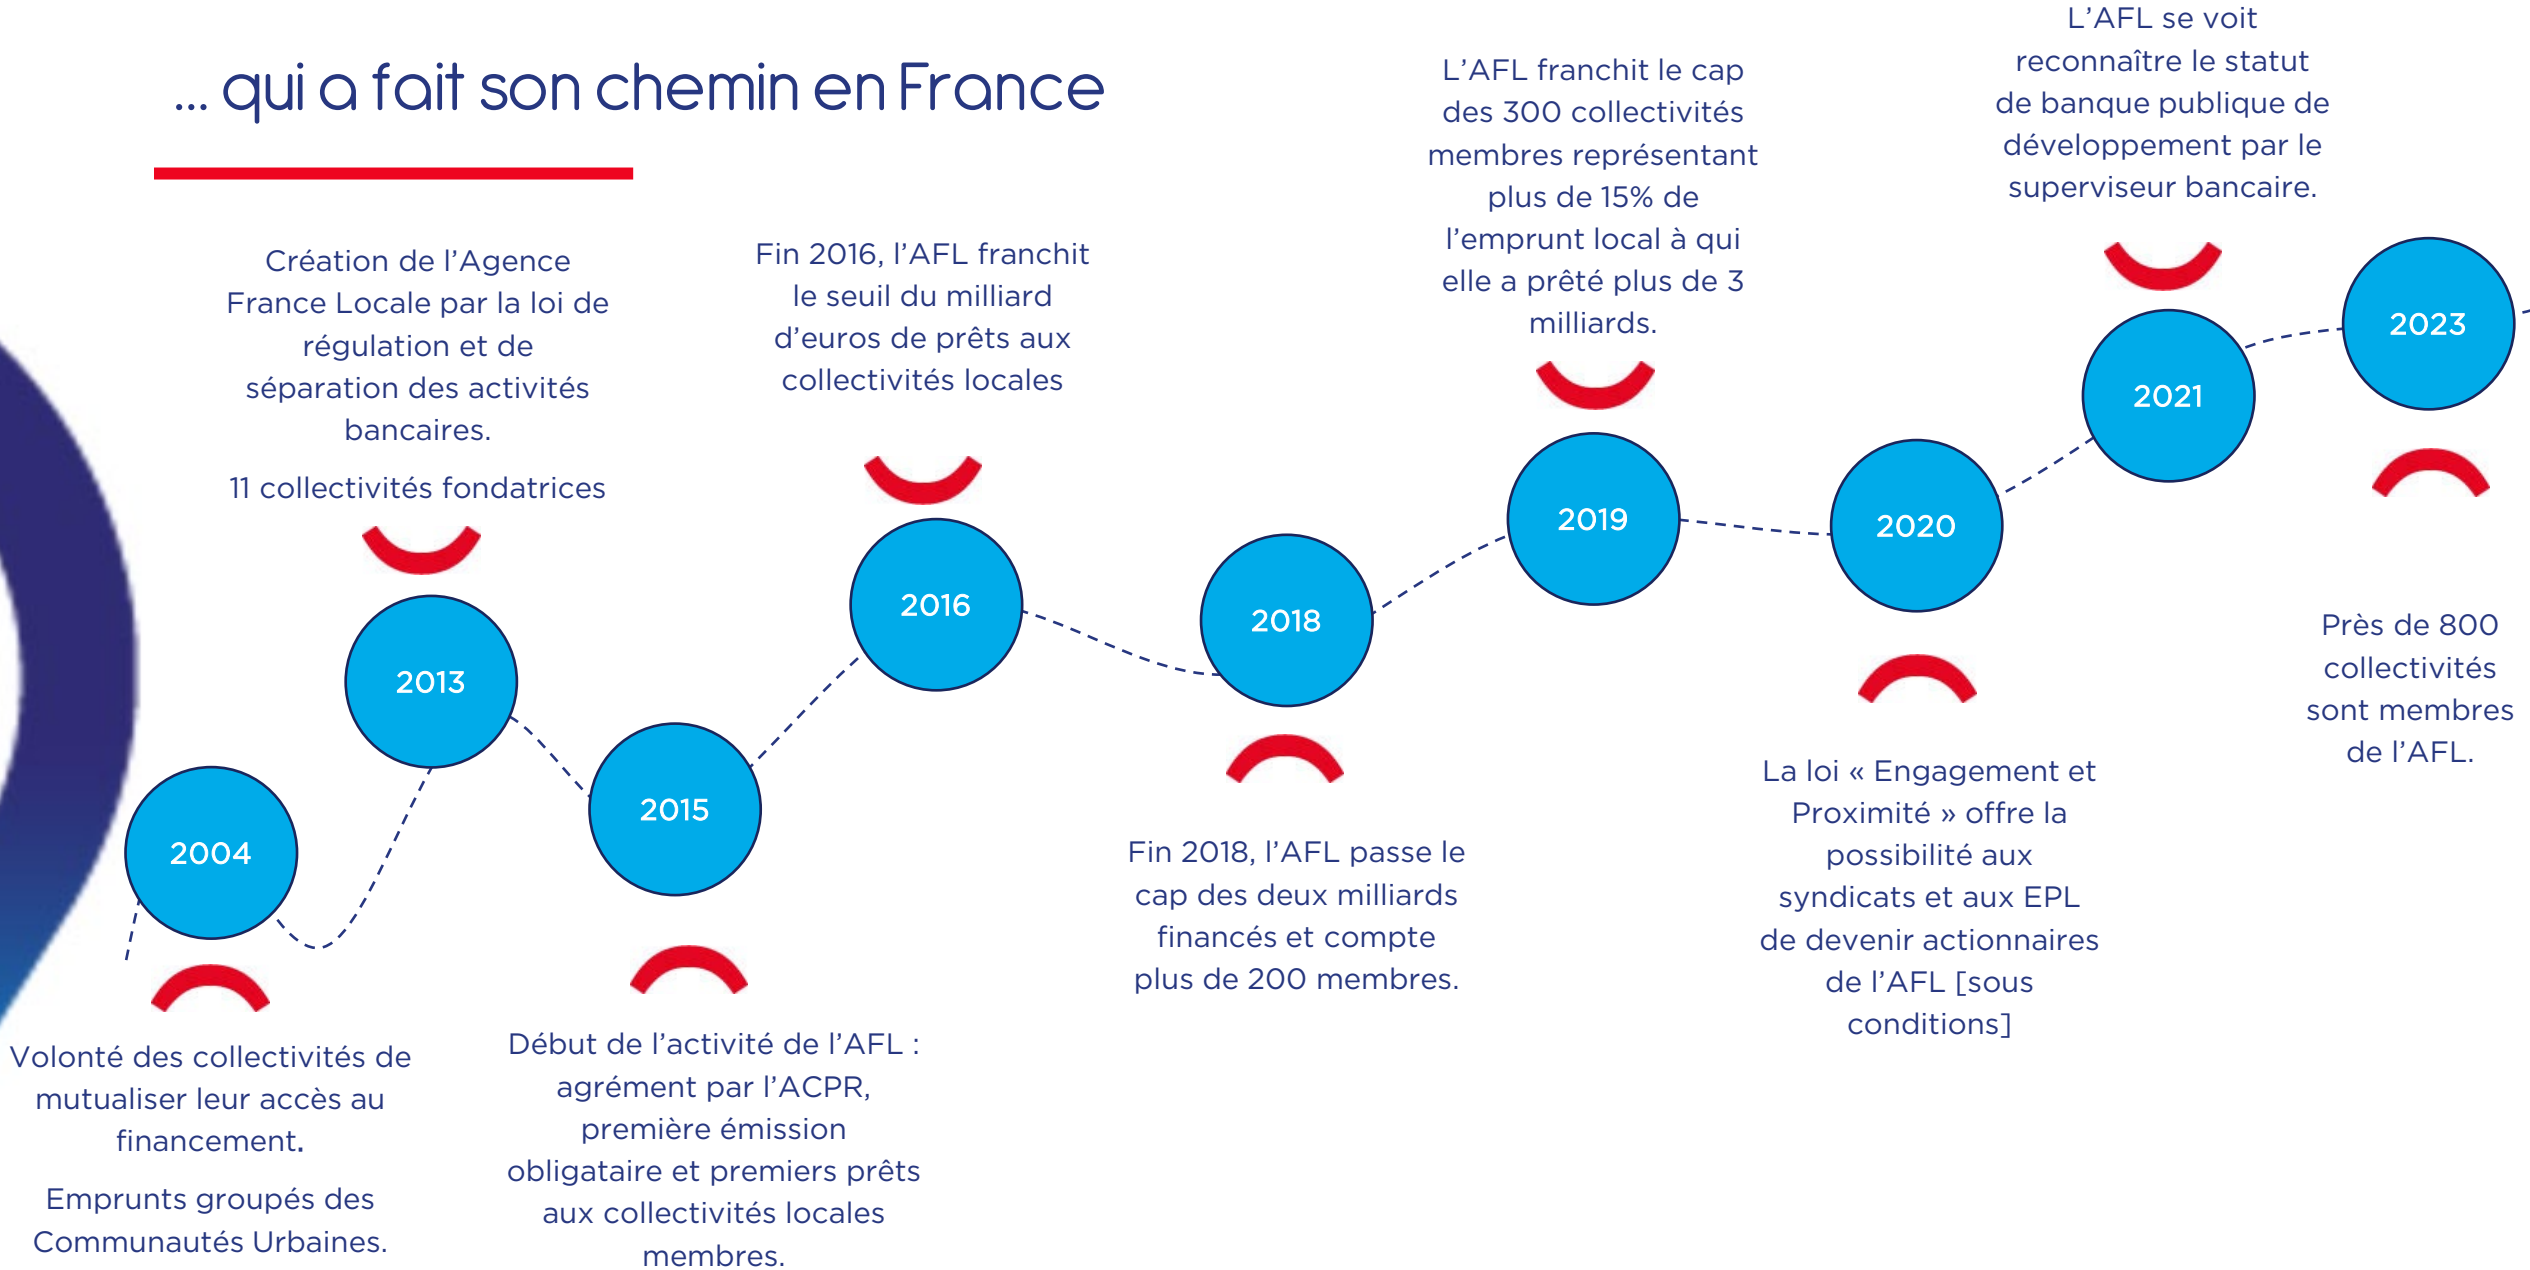 ... qui a fait son chemin en France
2004
Volonté des collectivités de
mutualiser leur accès au
financement.
Emprunts groupés des
Communautés Urbaines.
Création de l’Agence
France Locale par la loi de
régulation et de
séparation des activités
bancaires.
11 collectivités fondatrices
2013
2015
Début de l’activité de l’AFL :
agrément par l’ACPR,
première émission
obligataire et premiers prêts
aux collectivités locales
membres.
Fin 2016, l’AFL franchit
le seuil du milliard
d’euros de prêts aux
collectivités locales
2016
2018
Fin 2018, l’AFL passe le
cap des deux milliards
financés et compte
plus de 200 membres.
L’AFL franchit le cap
des 300 collectivités
membres représentant
plus de 15% de
l’emprunt local à qui
elle a prêté plus de 3
milliards.
2019
2020
La loi « Engagement et
Proximité » offre la
possibilité aux
syndicats et aux EPL
de devenir actionnaires
de l’AFL [sous
conditions]
L’AFL se voit
reconnaître le statut
de banque publique de
développement par le
superviseur bancaire.
2021
2023
Près de 800
collectivités
sont membres
de l’AFL.